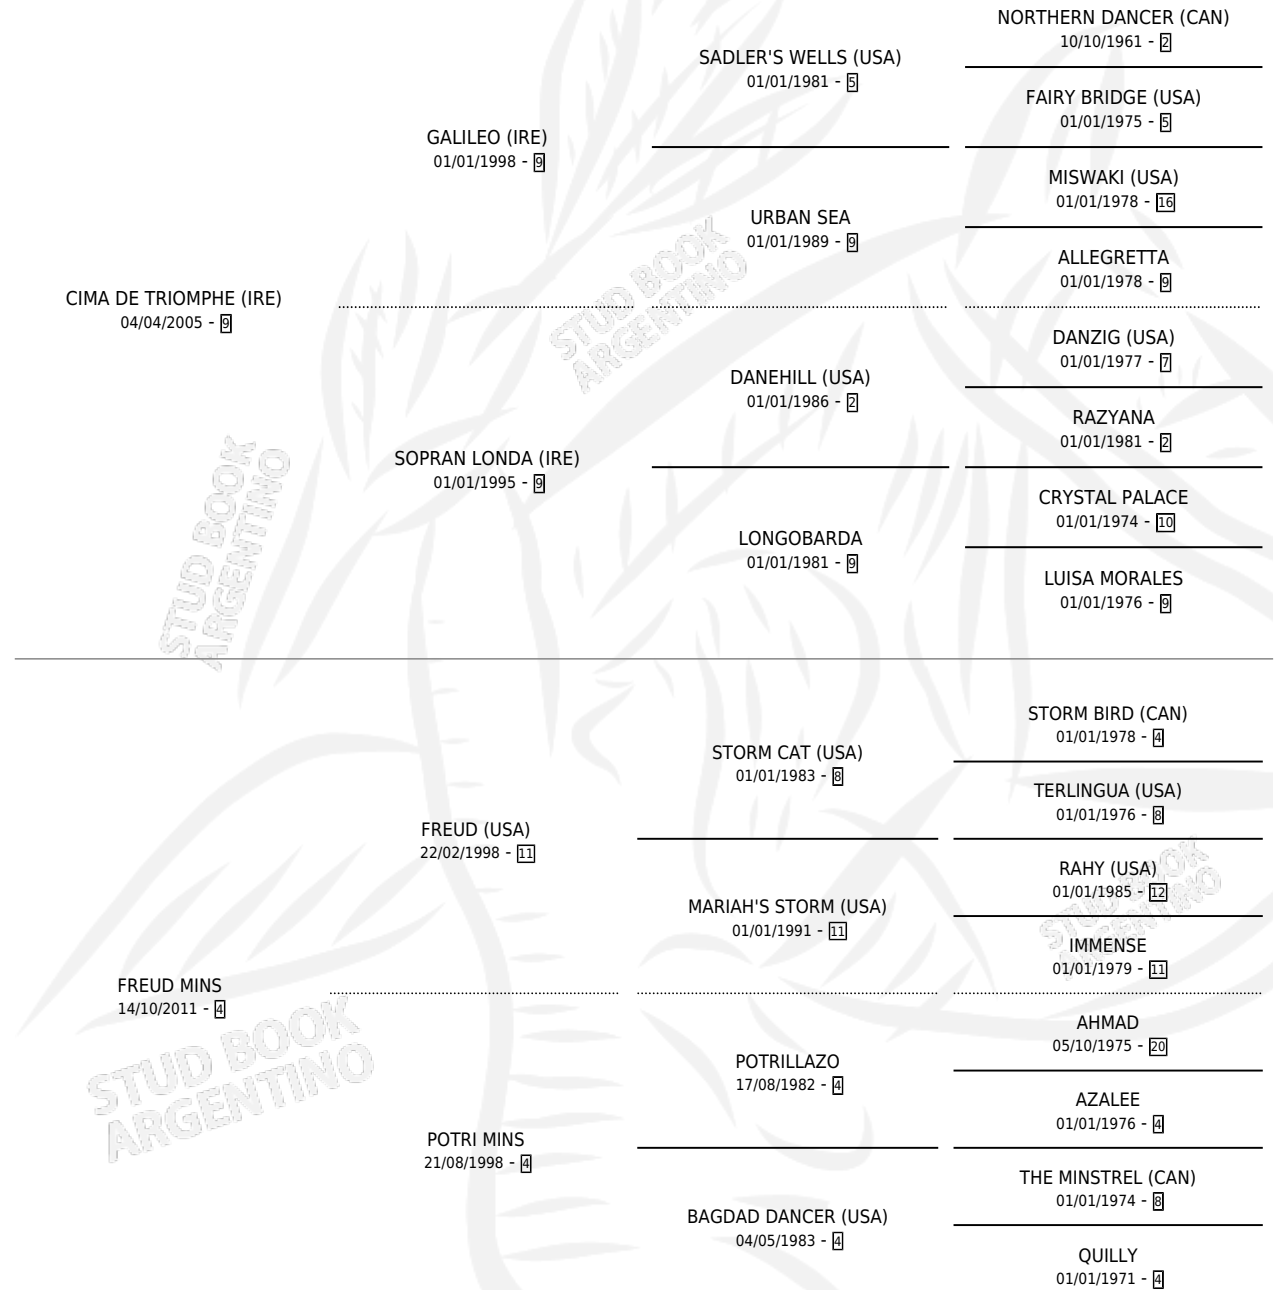 NORTHERN DANCER (CAN)
10/10/1961 - 2
SADLER'S WELLS (USA)
01/01/1981 - 5
FAIRY BRIDGE (USA)
01/01/1975 - 5
GALILEO (IRE)
01/01/1998 - 9
MISWAKI (USA)
01/01/1978 - 16
URBAN SEA
01/01/1989 - 9
ALLEGRETTA
01/01/1978 - 9
CIMA DE TRIOMPHE (IRE)
04/04/2005 - 9
STUD BOOK
ARGENTINO
DANZIG (USA)
01/01/1977 - 7
DANEHILL (USA)
01/01/1986 - 2
RAZYANA
01/01/1981 - 2
SOPRAN LONDA (IRE)
01/01/1995 - 9
CRYSTAL PALACE
01/01/1974 - 10
LONGOBARDA
01/01/1981 - 9
LUISA MORALES
01/01/1976 - 9
STUD BOOK
ARGENTINO
STORM BIRD (CAN)
01/01/1978 - 4
STORM CAT (USA)
01/01/1983 - 8
TERLINGUA (USA)
01/01/1976 - 8
FREUD (USA)
22/02/1998 - 11
RAHY (USA)
01/01/1985 - 12
MARIAH'S STORM (USA)
01/01/1991 - 11
STUD BOOK
ARGENTINO
IMMENSE
01/01/1979 - 11
FREUD MINS
14/10/2011 - 4
AHMAD
05/10/1975 - 20
POTRILLAZO
17/08/1982 - 4
STUD BOOK
ARGENTINO
AZALEE
01/01/1976 - 4
POTRI MINS
21/08/1998 - 4
THE MINSTREL (CAN)
01/01/1974 - 8
BAGDAD DANCER (USA)
04/05/1983 - 4
QUILLY
01/01/1971 - 4